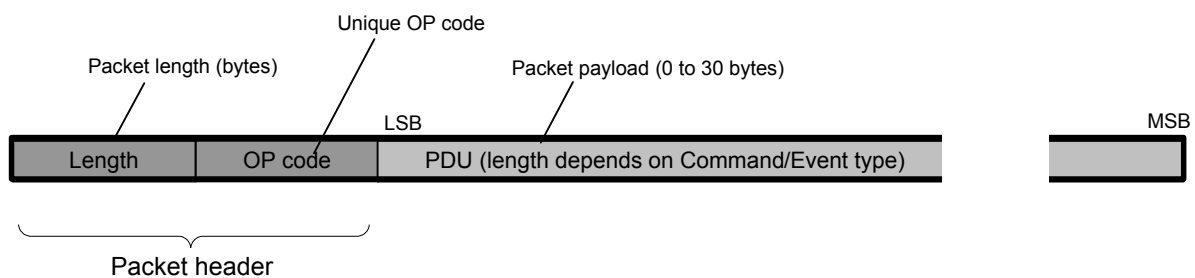 Unique OP code
Packet length (bytes)
Packet payload (0 to 30 bytes)
LSB
MSB
Length
OP code
PDU (length depends on Command/Event type)
Packet header